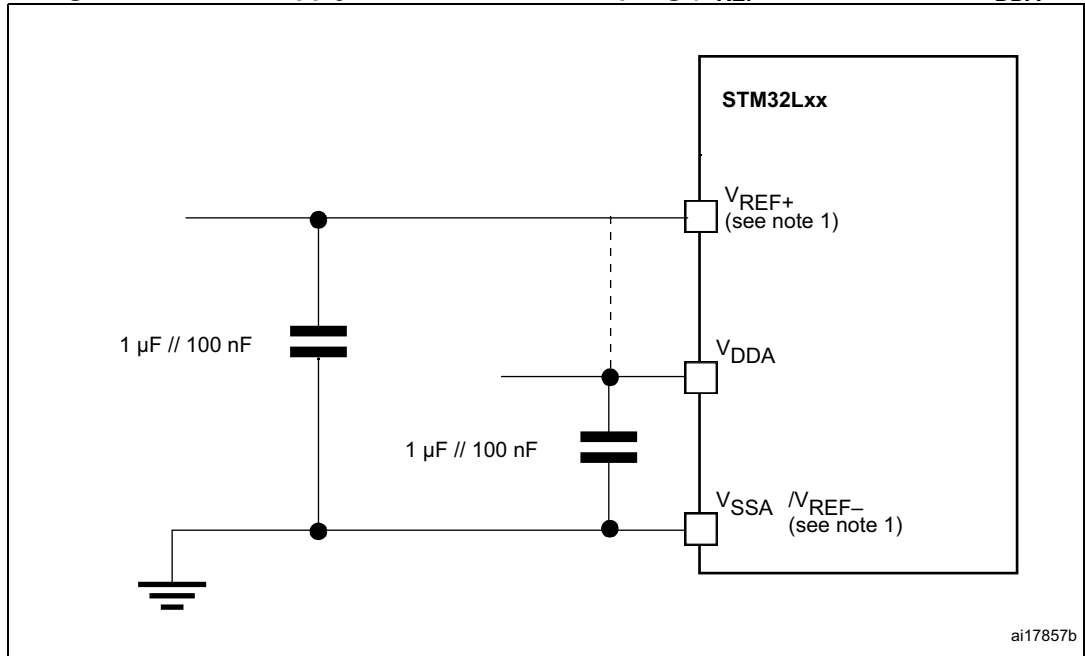 STM32Lxx
VREF+
(see note 1)
1 µF // 100 nF
VDDA
1 µF // 100 nF
VSSA /VREF–
(see note 1)
ai17857b